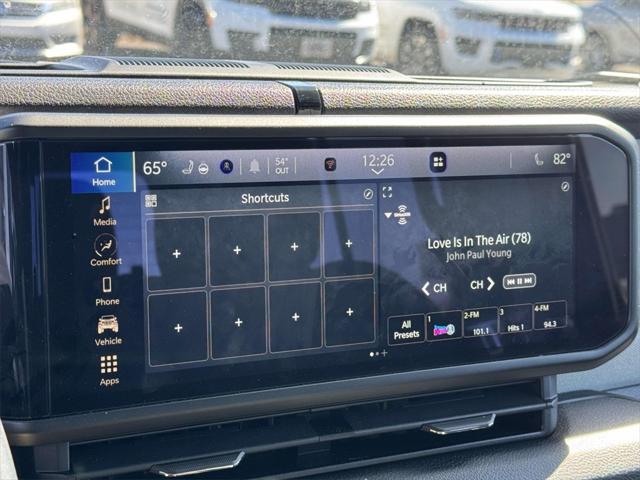 Home
65°
54°
OUT
12:26
82°
Media
Comfort
Phone
Vehicle
Apps
Shortcuts
+ + + +
+ + + +
SiriusXM
Love Is In The Air (78)
John Paul Young
CH
CH
All
Presets
1
2-FM
101.1
3
Hits 1
4-FM
94.3